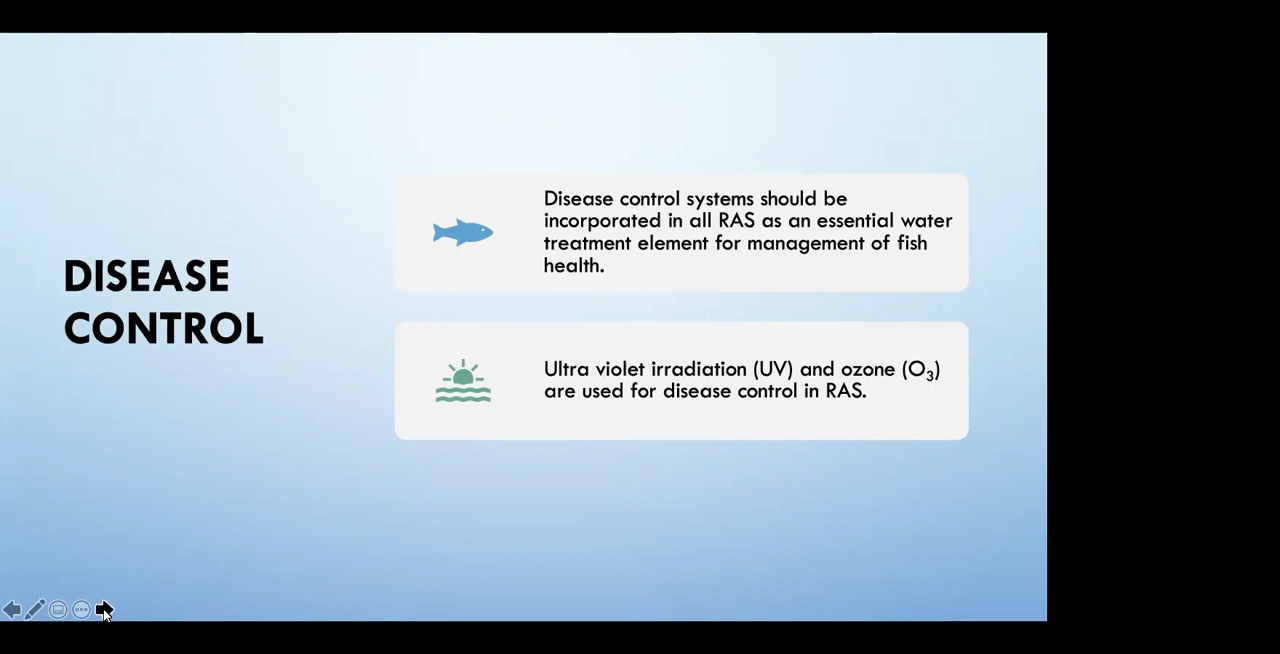 DISEASE
CONTROL
Disease control systems should be
incorporated in all RAS as an essential water
treatment element for management of fish
health.
Ultra violet irradiation (UV) and ozone (O₃)
are used for disease control in RAS.